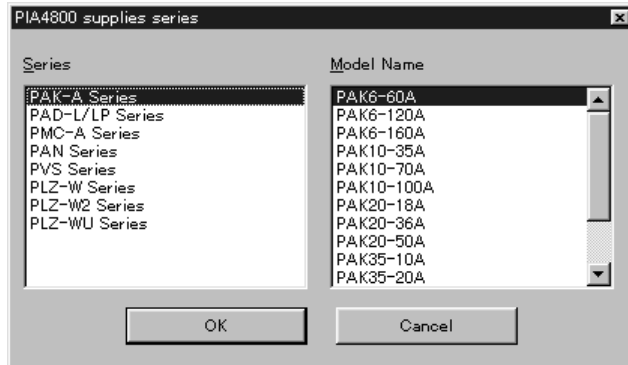 PIA4800 supplies series
Series
PAK-A Series
PAD-L/LP Series
PMC-A Series
PAN Series
PVS Series
PLZ-W Series
PLZ-W2 Series
PLZ-WU Series
Model Name
PAK6-60A
PAK6-120A
PAK6-160A
PAK10-35A
PAK10-70A
PAK10-100A
PAK20-18A
PAK20-36A
PAK20-50A
PAK35-10A
PAK35-20A
OK
Cancel